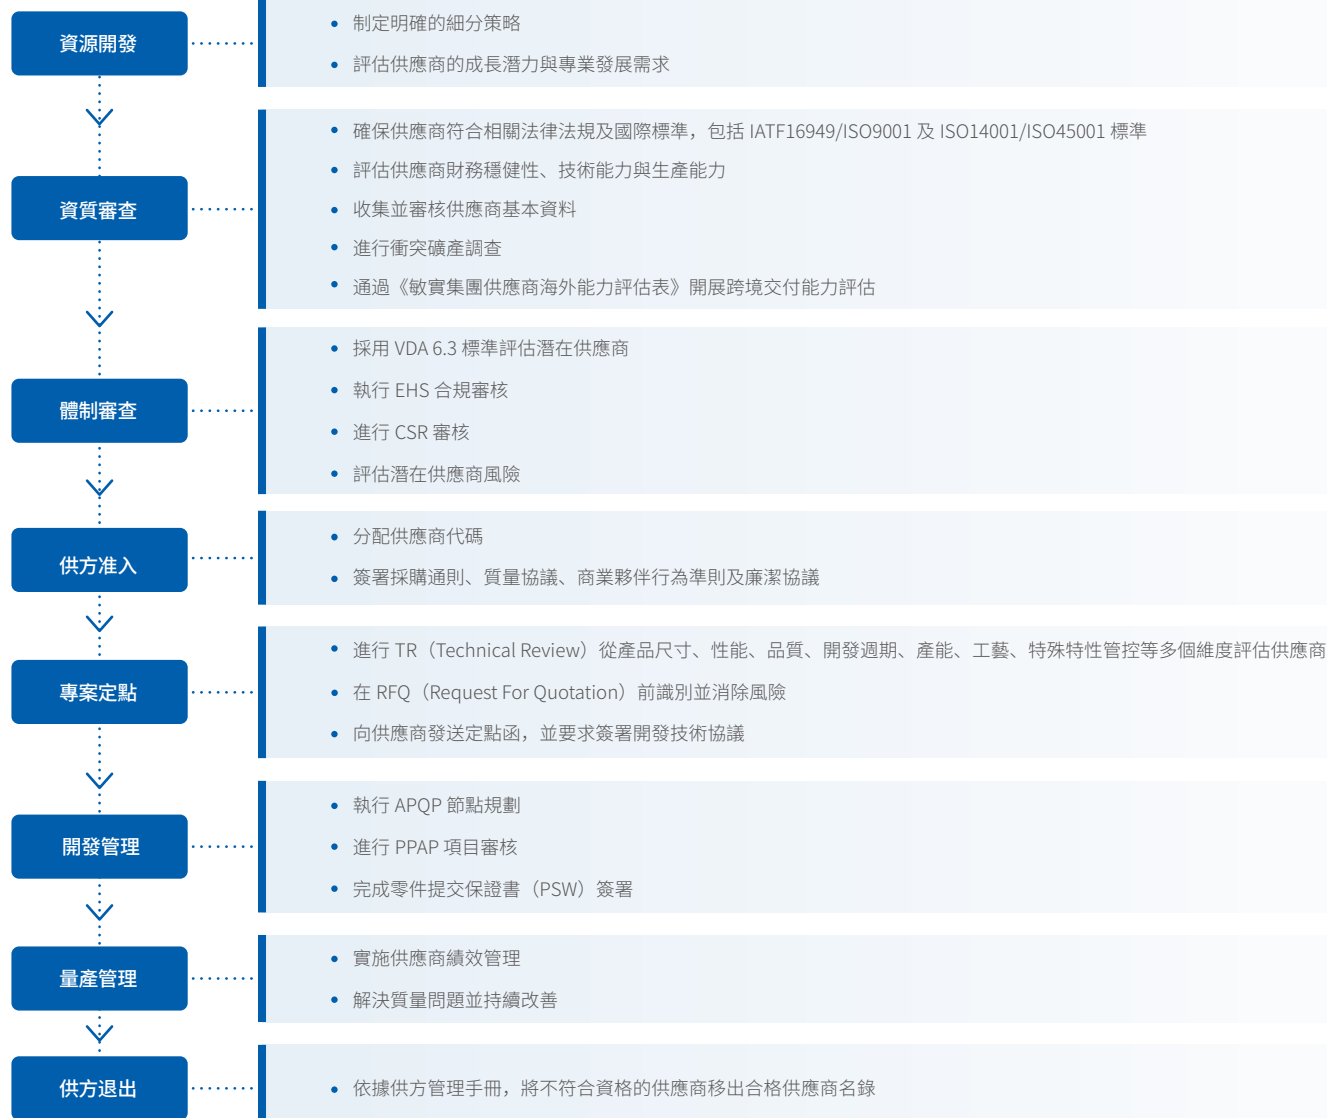 資源開發
制定明確的細分策略
評估供應商的成長潛力與專業發展需求
資質審查
確保供應商符合相關法律法規及國際標準，包括 IATF16949/ISO9001 及 ISO14001/ISO45001 標準
評估供應商財務穩健性、技術能力與生產能力
收集並審核供應商基本資料
進行衝突礦產調查
通過《敏實集團供應商海外能力評估表》開展跨境交付能力評估
體制審查
採用 VDA 6.3 標準評估潛在供應商
執行 EHS 合規審核
進行 CSR 審核
評估潛在供應商風險
供方准入
分配供應商代碼
簽署採購通則、質量協議、商業夥伴行為準則及廉潔協議
專案定點
進行 TR（Technical Review）從產品尺寸、性能、品質、開發週期、產能、工藝、特殊特性管控等多個維度評估供應商
在 RFQ（Request For Quotation）前識別並消除風險
向供應商發送定點函，並要求簽署開發技術協議
開發管理
執行 APQP 節點規劃
進行 PPAP 項目審核
完成零件提交保證書（PSW）簽署
量產管理
實施供應商績效管理
解決質量問題並持續改善
供方退出
依據供方管理手冊，將不符合資格的供應商移出合格供應商名錄